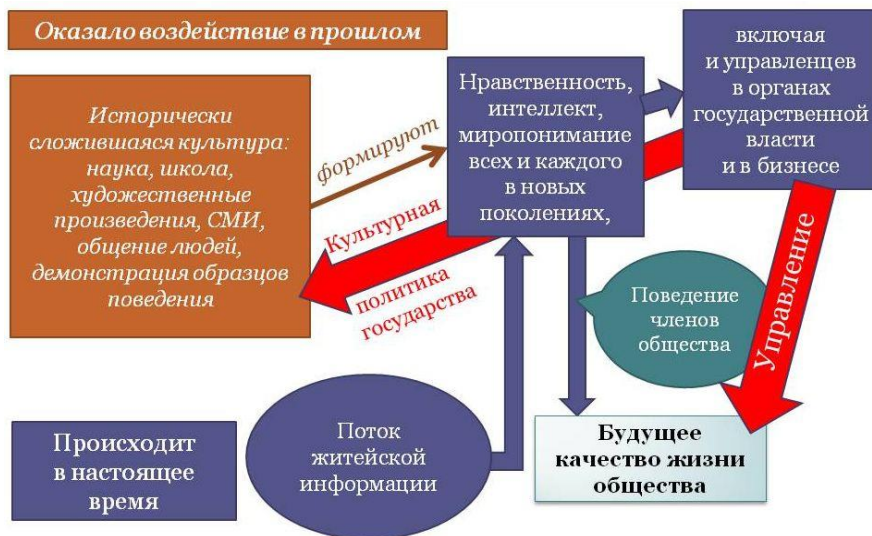 Оказало воздействие в прошлом
Исторически
сложившаяся культура:
наука, школа,
художественные
произведения, СМИ,
общение людей,
демонстрация образцов
поведения
формируют
Культурная
политика
государства
Нравственность,
интеллект,
миропонимание
всех и каждого
в новых
поколениях,
включая
и управленцев
в органах
государственной
власти
и в бизнесе
Управление
Поведение
членов
общества
Происходит
в настоящее
время
Поток
житейской
информации
Будущее
качество жизни
общества